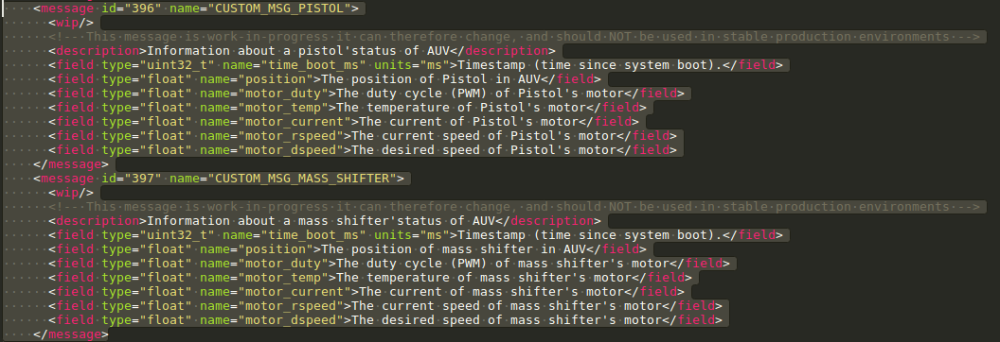 <message id="396" name="CUSTOM_MSG_PISTOL">
<wip/>
<!-- This message is work-in-progress it can therefore change, and should NOT be used in stable production environments -->
<description>Information about a pistol'status of AUV</description>
<field type="uint32_t" name="time_boot_ms" units="ms">Timestamp (time since system boot).</field>
<field type="float" name="position">The position of Pistol in AUV</field>
<field type="float" name="motor_duty">The duty cycle (PWM) of Pistol's motor</field>
<field type="float" name="motor_temp">The temperature of Pistol's motor</field>
<field type="float" name="motor_current">The current of Pistol's motor</field>
<field type="float" name="motor_rspeed">The current speed of Pistol's motor</field>
<field type="float" name="motor_dspeed">The desired speed of Pistol's motor</field>
</message>
<message id="397" name="CUSTOM_MSG_MASS_SHIFTER">
<wip/>
<!-- This message is work-in-progress it can therefore change, and should NOT be used in stable production environments -->
<description>Information about a mass shifter'status of AUV</description>
<field type="uint32_t" name="time_boot_ms" units="ms">Timestamp (time since system boot).</field>
<field type="float" name="position">The position of mass shifter in AUV</field>
<field type="float" name="motor_duty">The duty cycle (PWM) of mass shifter's motor</field>
<field type="float" name="motor_temp">The temperature of mass shifter's motor</field>
<field type="float" name="motor_current">The current of mass shifter's motor</field>
<field type="float" name="motor_rspeed">The current speed of mass shifter's motor</field>
<field type="float" name="motor_dspeed">The desired speed of mass shifter's motor</field>
</message>